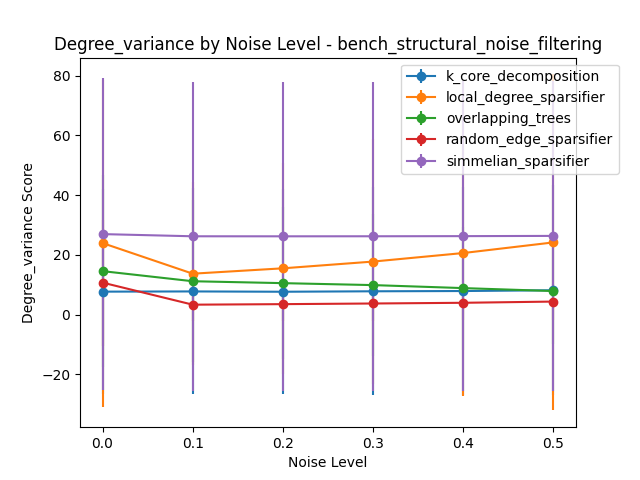 Degree_variance by Noise Level - bench_structural_noise_filtering
k_core_decomposition
local_degree_sparsifier
overlapping_trees
random_edge_sparsifier
simmelian_sparsifier
Degree_variance Score
80
60
40
20
0
−20
0.0 0.1 0.2 0.3 0.4 0.5
Noise Level